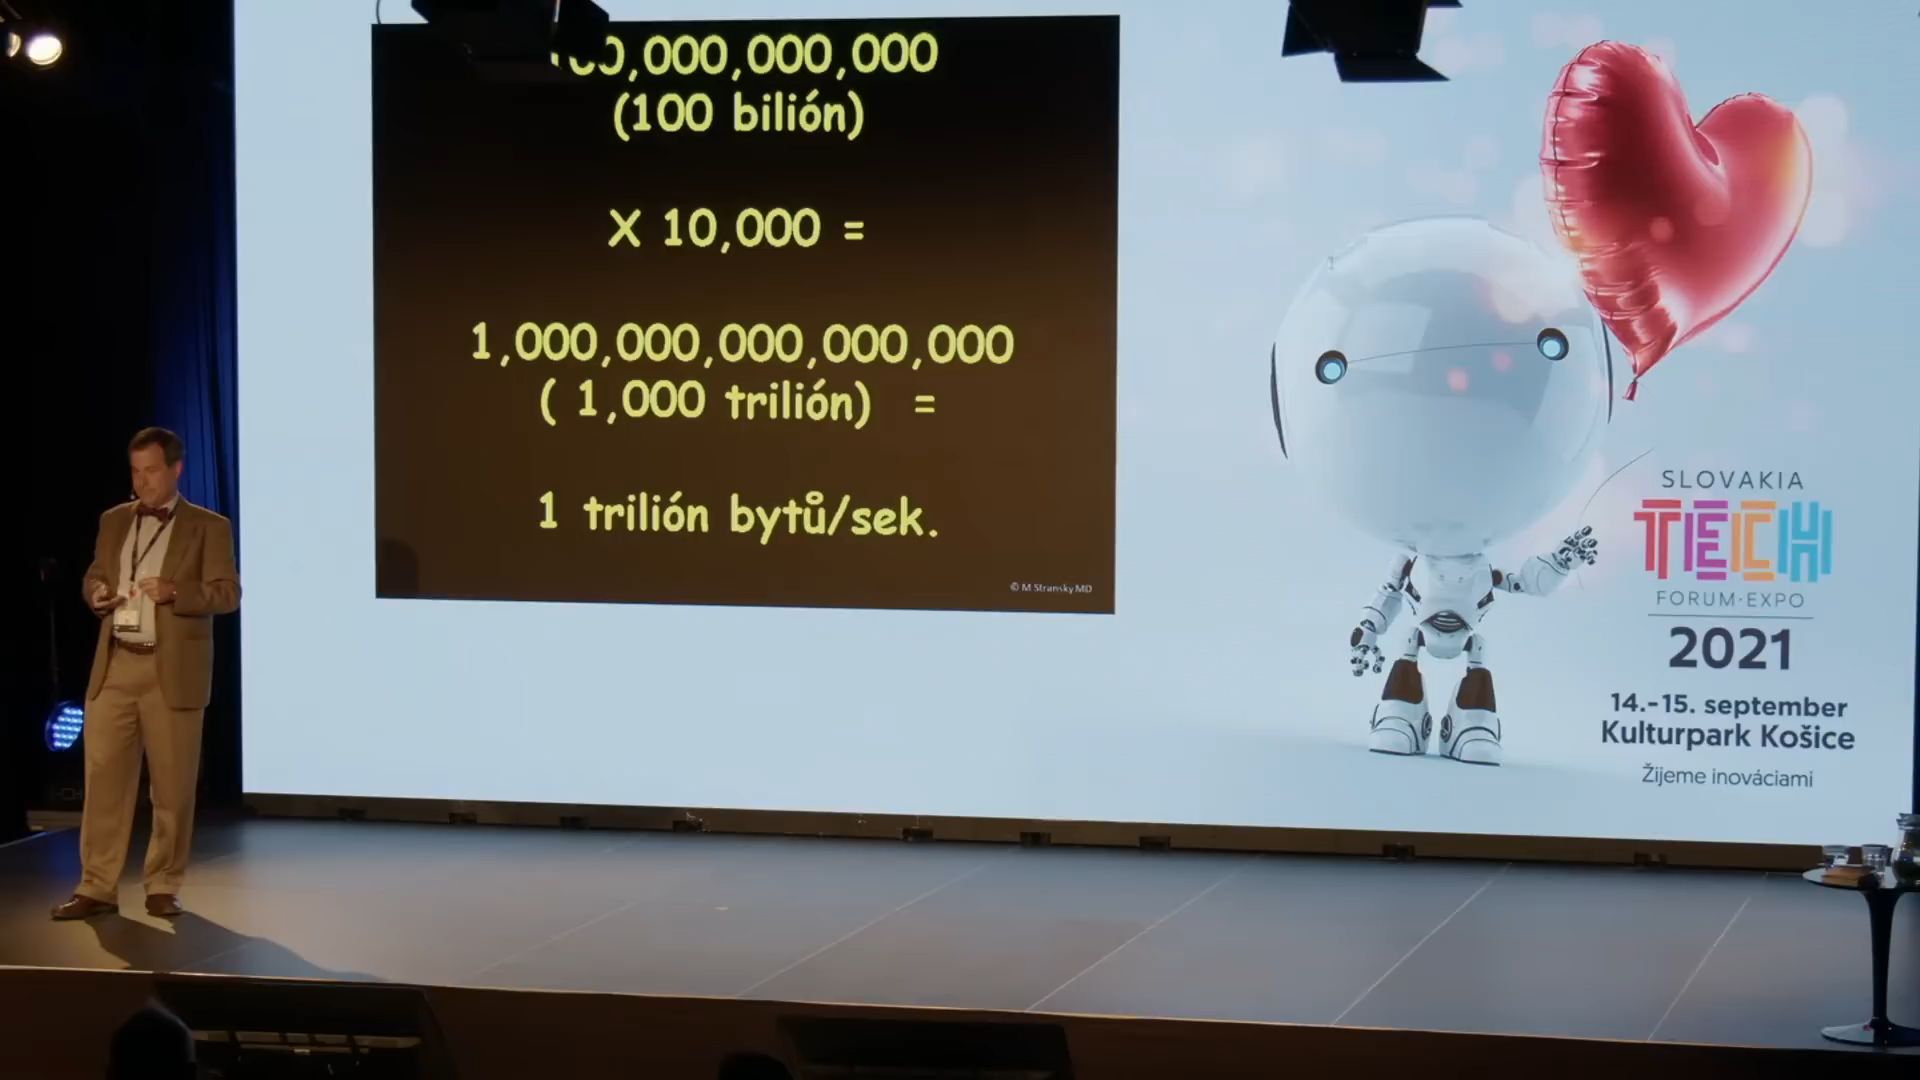 00,000,000,000
(100 bilión)
X 10,000 =
1,000,000,000,000,000
( 1,000 trilión) =
1 trilión bytů/sek.
© M Stransky MD
SLOVAKIA
TECH
FORUM·EXPO
2021
14.-15. september
Kulturpark Košice
Žijeme inováciami